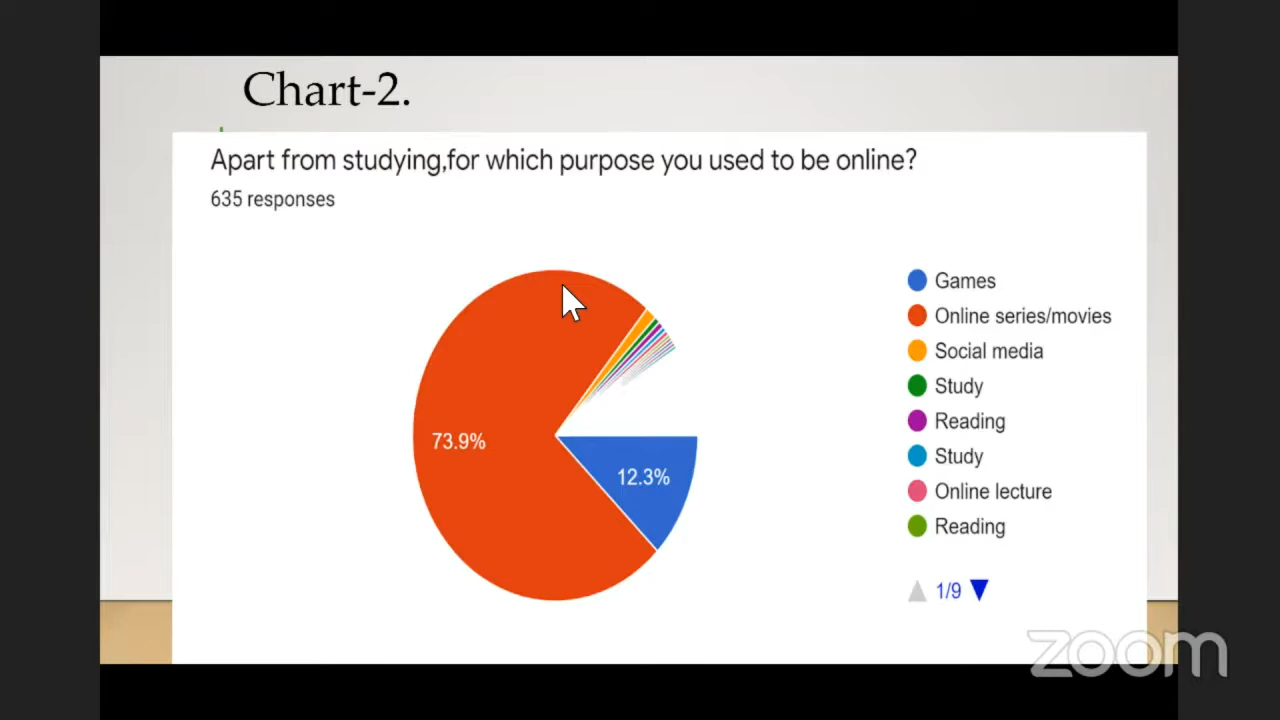 Chart-2.
Apart from studying,for which purpose you used to be online?
635 responses
73.9%
12.3%
Games
Online series/movies
Social media
Study
Reading
Study
Online lecture
Reading
1/9
zoom